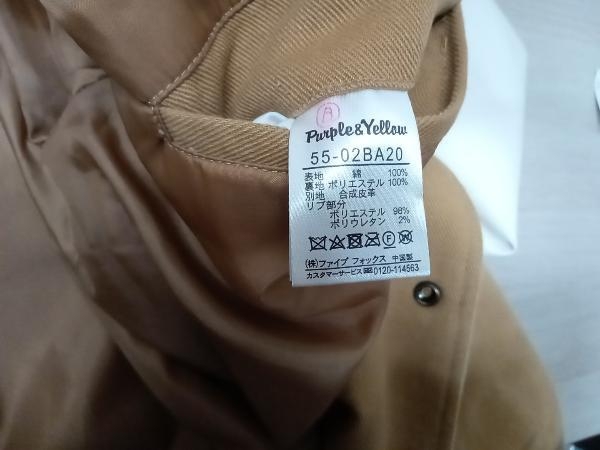 A
Purple&Yellow
55-02BA20
表地 綿 100%
裏地 ポリエステル 100%
別地 合成皮革
リブ部分
ポリエステル 98%
ポリウレタン 2%
(株)ファイブ フォックス 中国製
カスタマーサービス 0120-114563